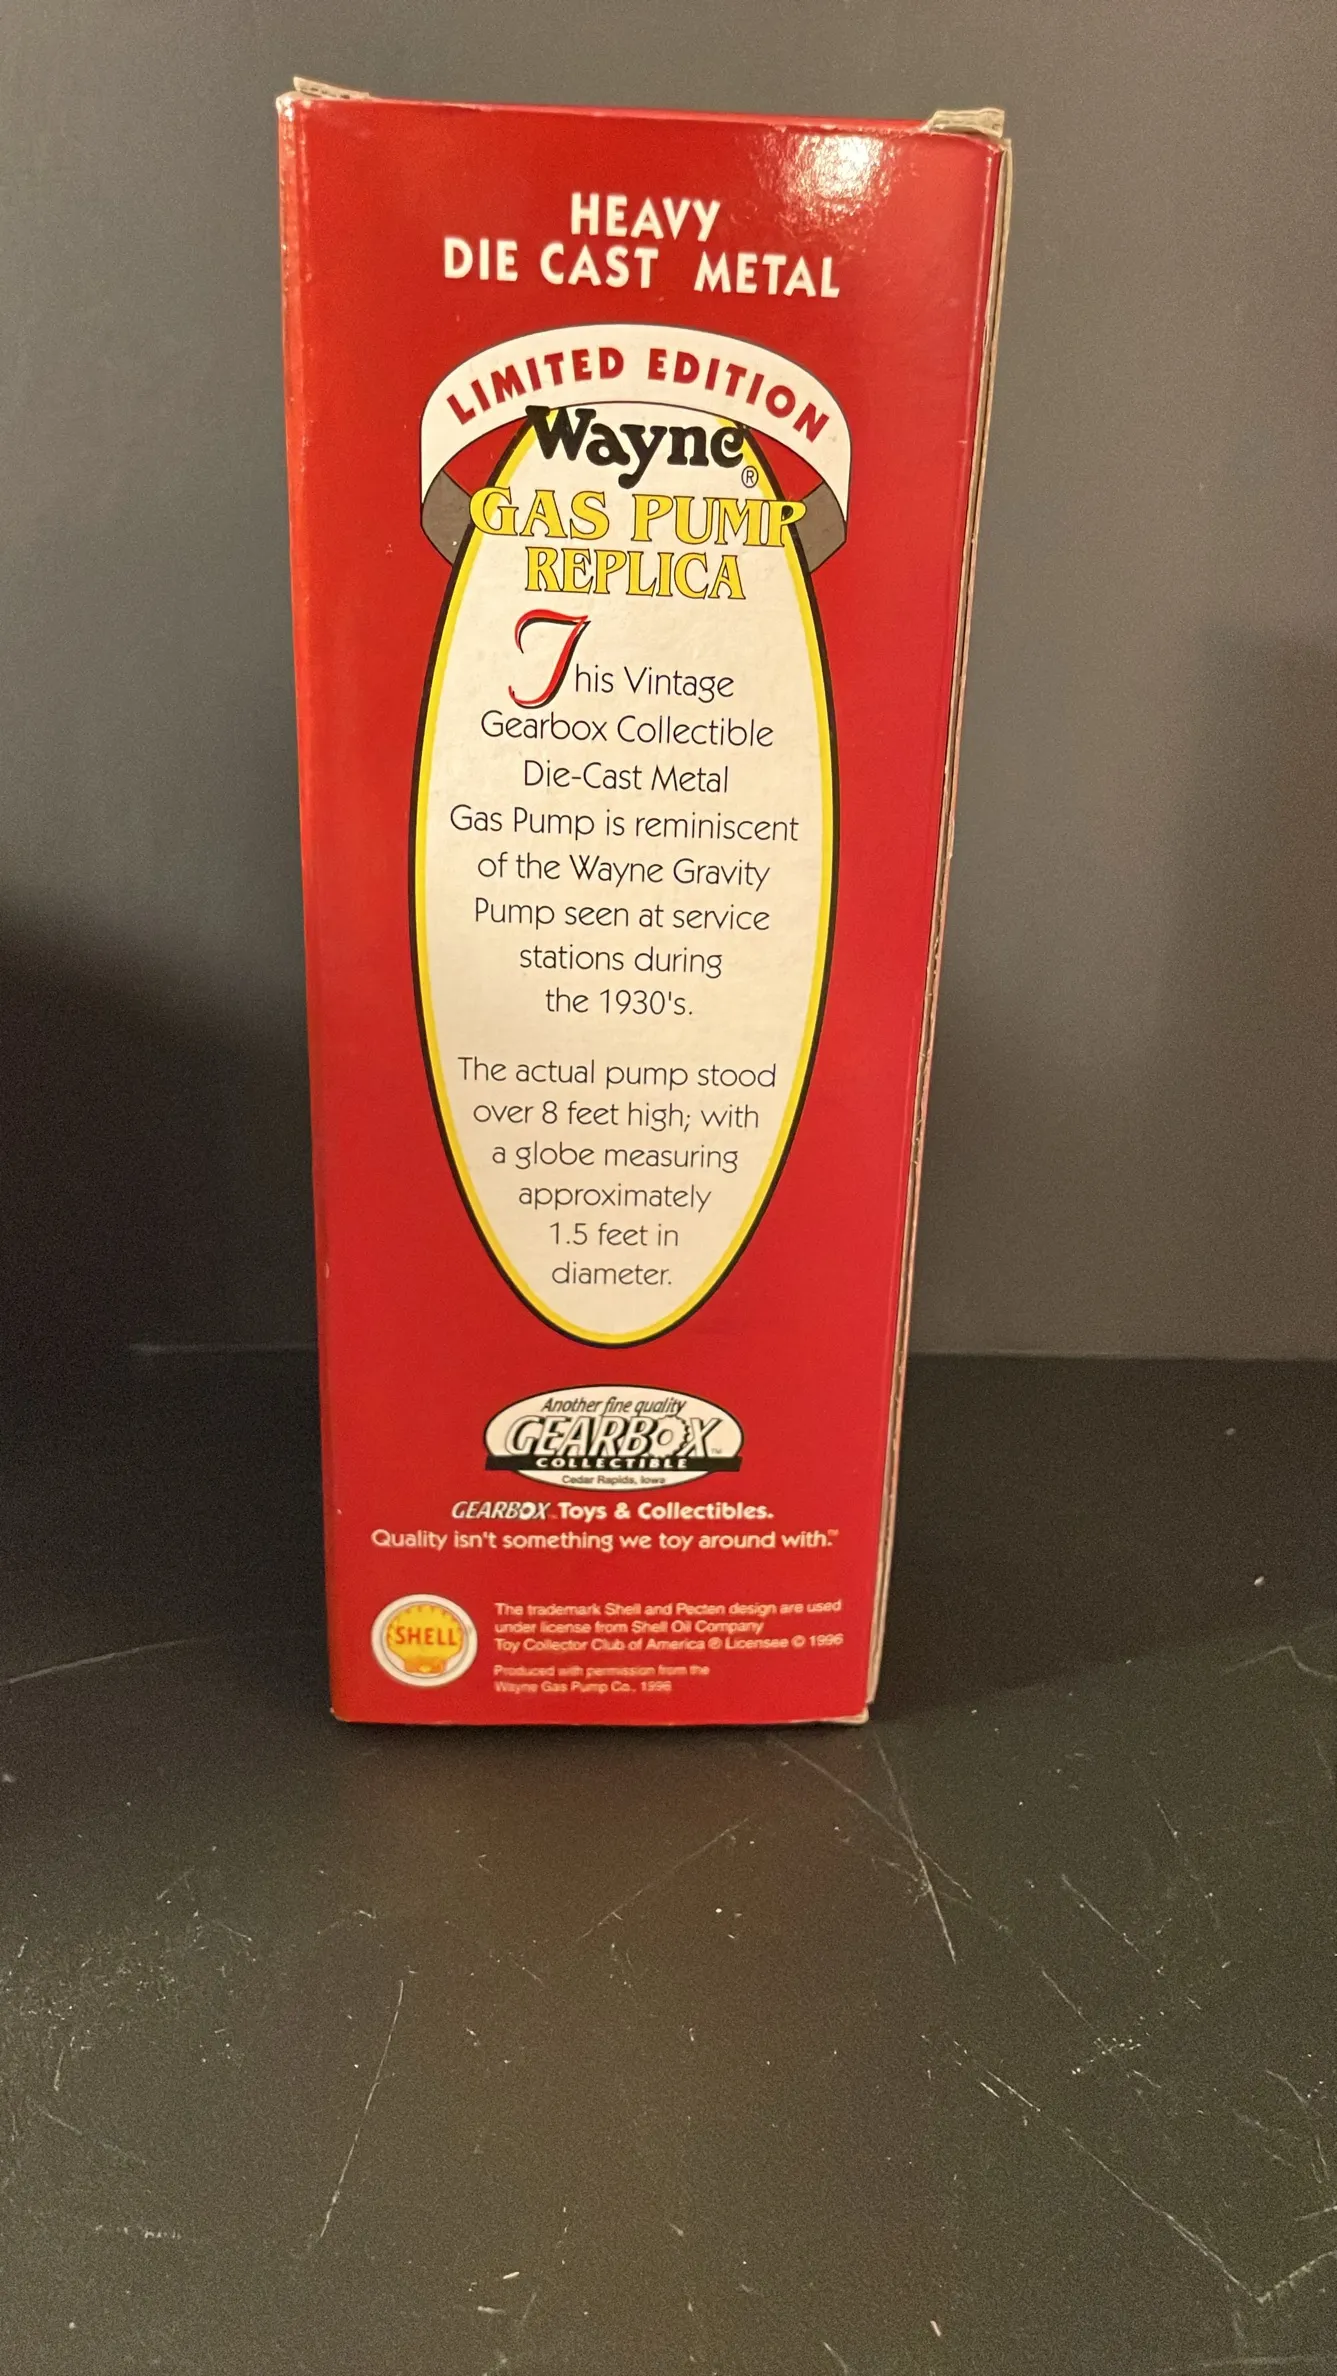 HEAVY
DIE CAST METAL
LIMITED EDITION
Wayne®
GAS PUMP
REPLICA
This Vintage
Gearbox Collectible
Die-Cast Metal
Gas Pump is reminiscent
of the Wayne Gravity
Pump seen at service
stations during
the 1930's.
The actual pump stood
over 8 feet high; with
a globe measuring
approximately
1.5 feet in
diameter.
Another fine quality
GEARBOX™
COLLECTIBLE
Cedar Rapids, Iowa
GEARBOX™ Toys & Collectibles.
Quality isn't something we toy around with.™
SHELL
The trademark Shell and Pecten design are used
under license from Shell Oil Company
Toy Collector Club of America ® Licensee © 1996
Produced with permission from the
Wayne Gas Pump Co., 1996